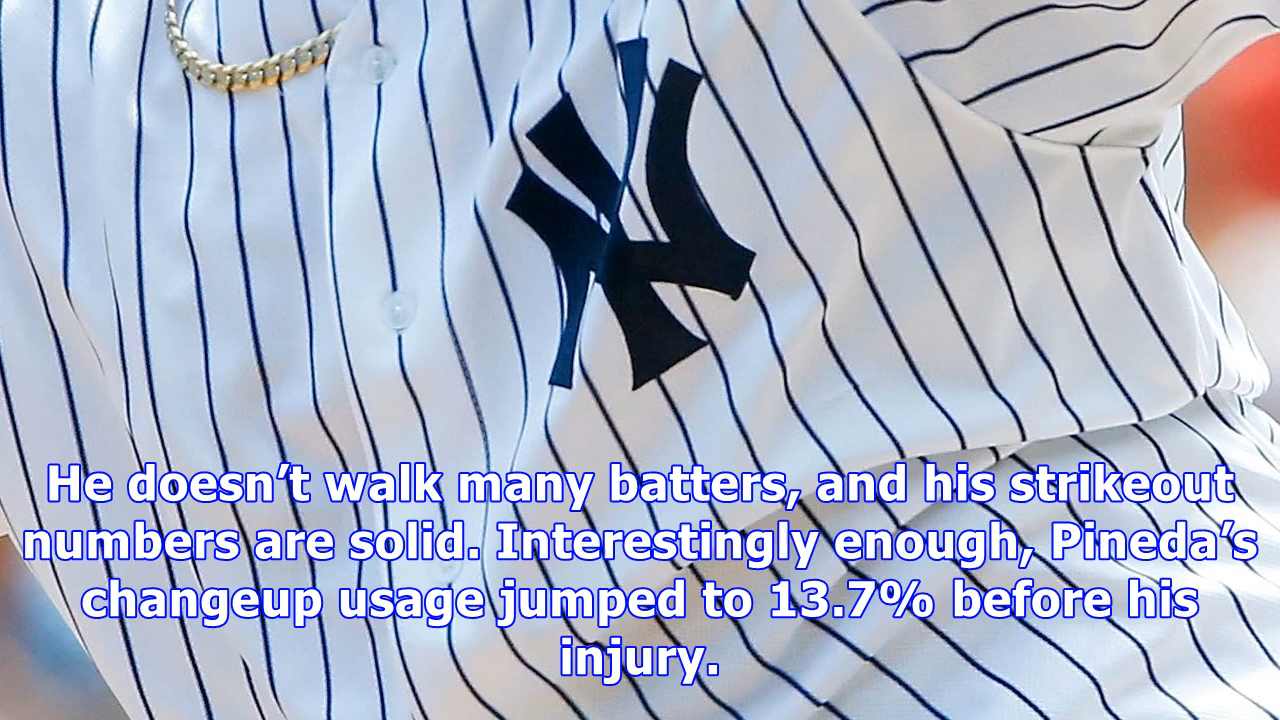 NY
He doesn’t walk many batters, and his strikeout
numbers are solid. Interestingly enough, Pineda’s
changeup usage jumped to 13.7% before his
injury.